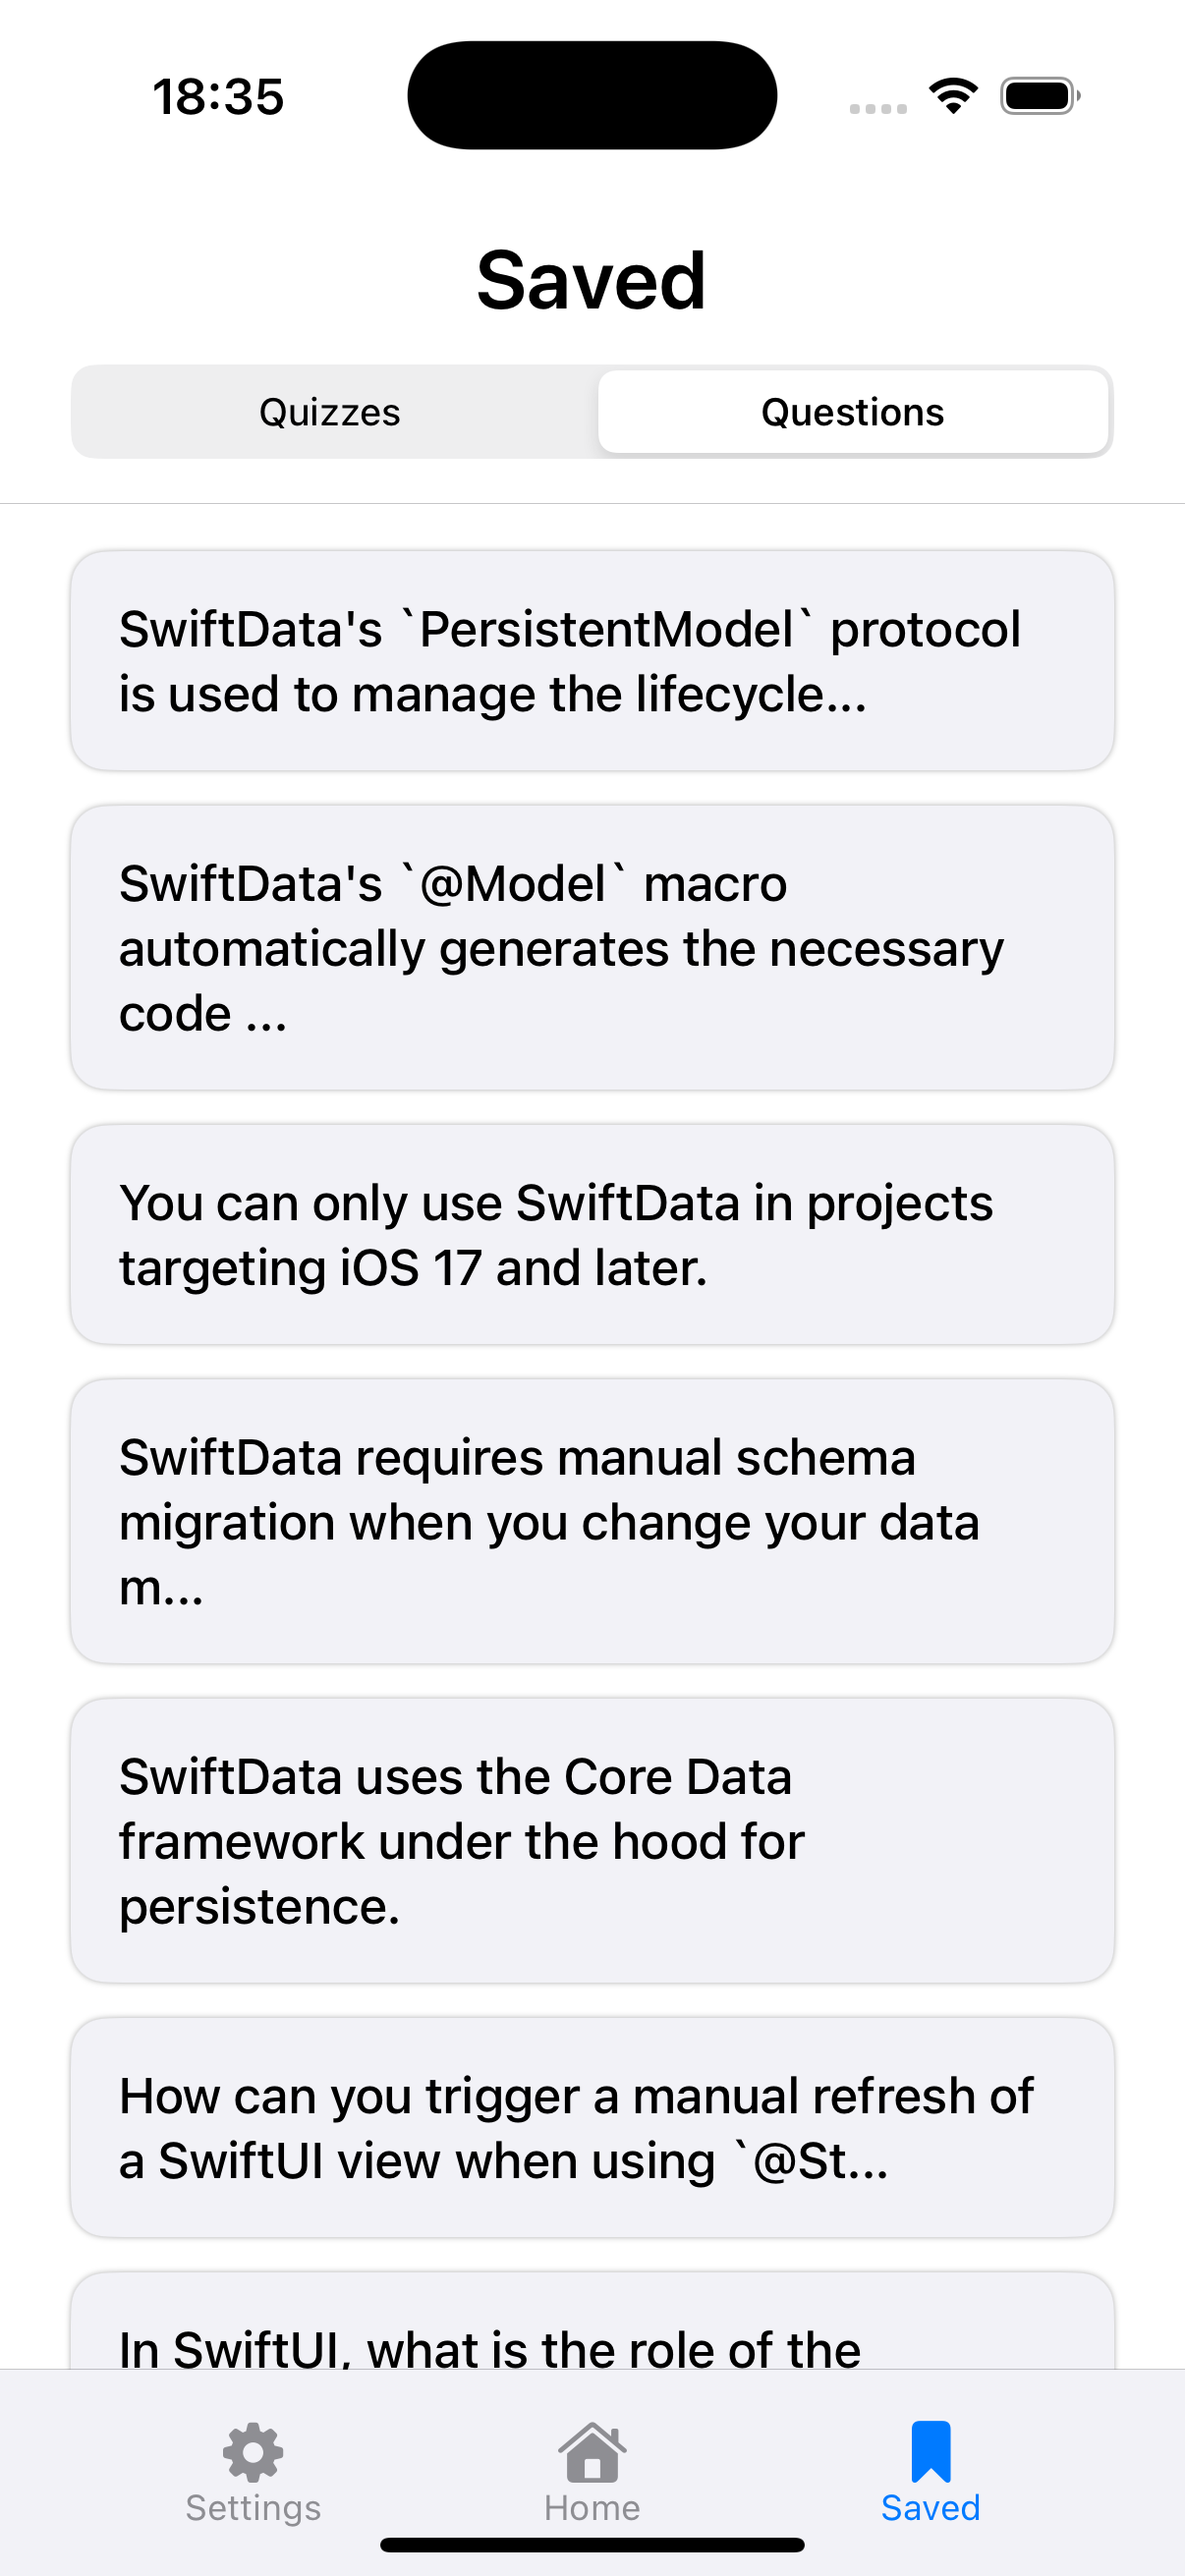 18:35
Saved
Quizzes
Questions
SwiftData's `PersistentModel` protocol
is used to manage the lifecycle...
SwiftData's `@Model` macro
automatically generates the necessary
code ...
You can only use SwiftData in projects
targeting iOS 17 and later.
SwiftData requires manual schema
migration when you change your data
m...
SwiftData uses the Core Data
framework under the hood for
persistence.
How can you trigger a manual refresh of
a SwiftUI view when using `@St...
In SwiftUI, what is the role of the
Settings
Home
Saved